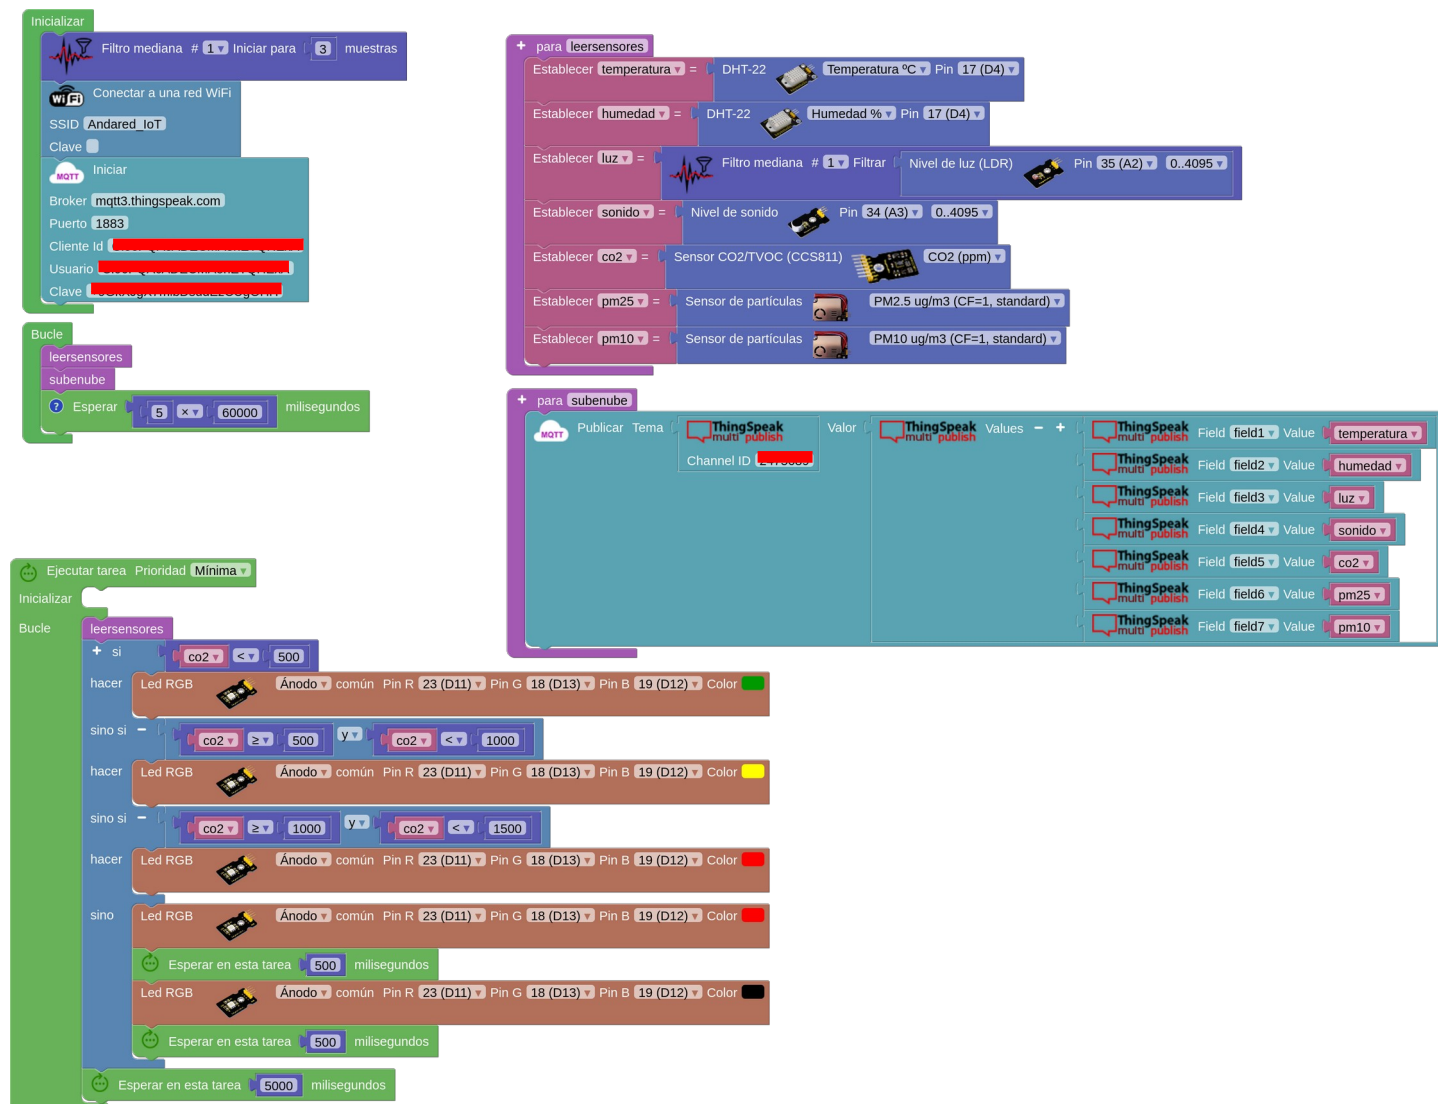 Inicializar
Filtro mediana # 1 Iniciar para 3 muestras
WiFi Conectar a una red WiFi
SSID Andared_IoT
Clave
MQTT Iniciar
Broker mqtt3.thingspeak.com
Puerto 1883
Cliente Id
Usuario
Clave
Bucle
leersensores
subenube
? Esperar 5 × 60000 milisegundos
+ para leersensores
Establecer temperatura = DHT-22 Temperatura ºC Pin 17 (D4)
Establecer humedad = DHT-22 Humedad % Pin 17 (D4)
Establecer luz = Filtro mediana # 1 Filtrar Nivel de luz (LDR) Pin 35 (A2) 0..4095
Establecer sonido = Nivel de sonido Pin 34 (A3) 0..4095
Establecer co2 = Sensor CO2/TVOC (CCS811) CO2 (ppm)
Establecer pm25 = Sensor de partículas PM2.5 ug/m3 (CF=1, standard)
Establecer pm10 = Sensor de partículas PM10 ug/m3 (CF=1, standard)
+ para subenube
MQTT Publicar Tema ThingSpeak multi publish Channel ID Valor ThingSpeak multi publish Values − +
ThingSpeak multi publish Field field1 Value temperatura
ThingSpeak multi publish Field field2 Value humedad
ThingSpeak multi publish Field field3 Value luz
ThingSpeak multi publish Field field4 Value sonido
ThingSpeak multi publish Field field5 Value co2
ThingSpeak multi publish Field field6 Value pm25
ThingSpeak multi publish Field field7 Value pm10
Ejecutar tarea Prioridad Mínima
Inicializar
Bucle
leersensores
+ si co2 < 500
hacer Led RGB Ánodo común Pin R 23 (D11) Pin G 18 (D13) Pin B 19 (D12) Color
sino si − co2 ≥ 500 y co2 < 1000
hacer Led RGB Ánodo común Pin R 23 (D11) Pin G 18 (D13) Pin B 19 (D12) Color
sino si − co2 ≥ 1000 y co2 < 1500
hacer Led RGB Ánodo común Pin R 23 (D11) Pin G 18 (D13) Pin B 19 (D12) Color
sino Led RGB Ánodo común Pin R 23 (D11) Pin G 18 (D13) Pin B 19 (D12) Color
Esperar en esta tarea 500 milisegundos
Led RGB Ánodo común Pin R 23 (D11) Pin G 18 (D13) Pin B 19 (D12) Color
Esperar en esta tarea 500 milisegundos
Esperar en esta tarea 5000 milisegundos